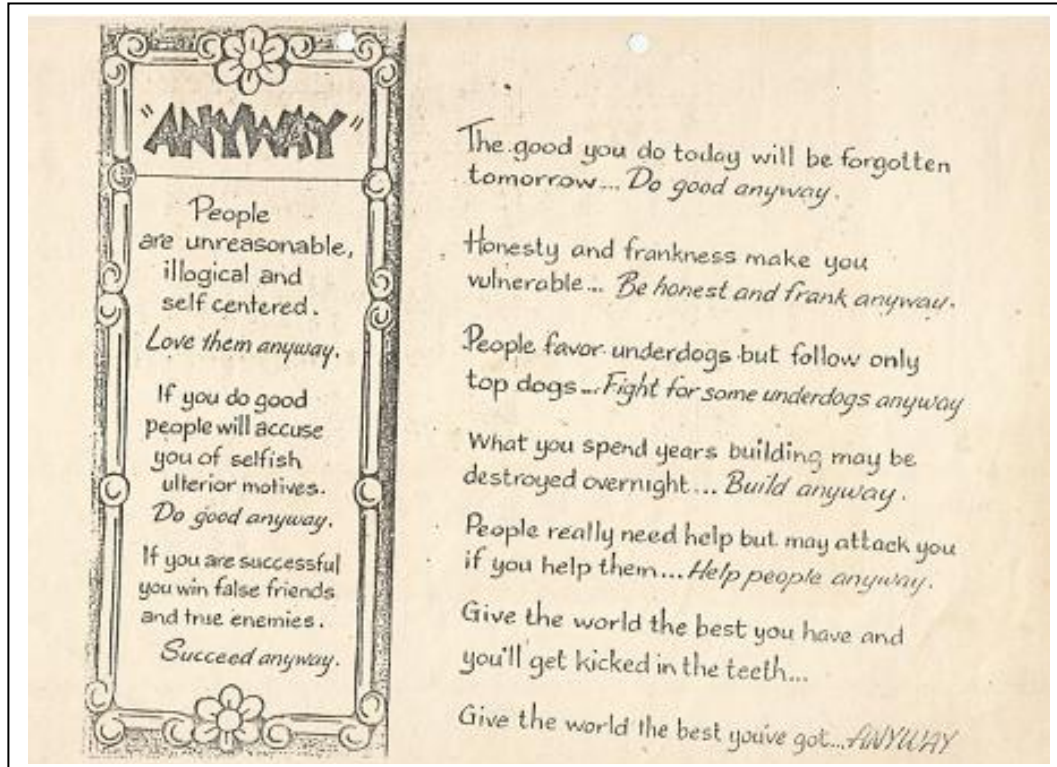 "ANYWAY"
People
are unreasonable,
illogical and
self centered.
Love them anyway.
If you do good
people will accuse
you of selfish
ulterior motives.
Do good anyway.
If you are successful
you win false friends
and true enemies.
Succeed anyway.
The good you do today will be forgotten
tomorrow... Do good anyway.
Honesty and frankness make you
vulnerable... Be honest and frank anyway.
People favor underdogs but follow only
top dogs... Fight for some underdogs anyway
What you spend years building may be
destroyed overnight... Build anyway.
People really need help but may attack you
if you help them... Help people anyway.
Give the world the best you have and
you'll get kicked in the teeth...
Give the world the best you've got... ANYWAY